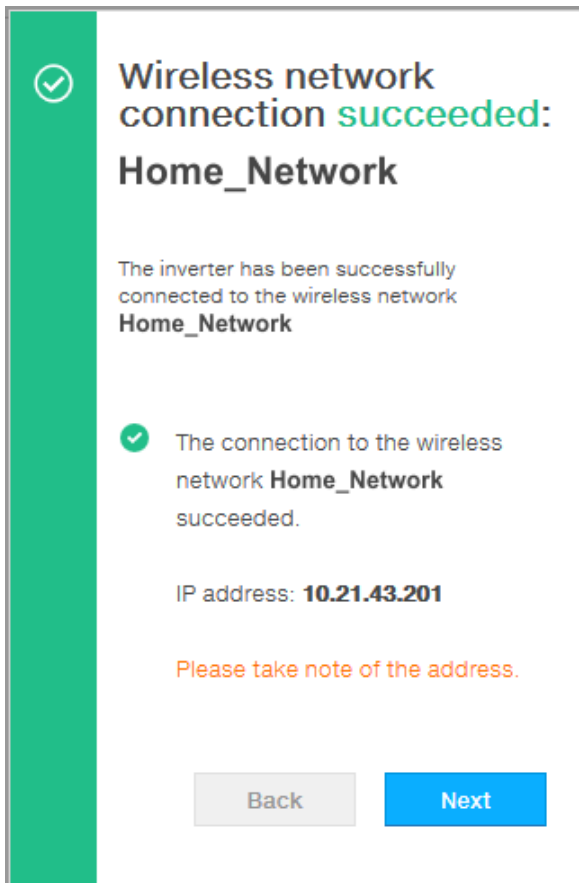 Wireless network
connection succeeded:
Home_Network
The inverter has been successfully
connected to the wireless network
Home_Network
The connection to the wireless
network Home_Network
succeeded.
IP address: 10.21.43.201
Please take note of the address.
Back
Next